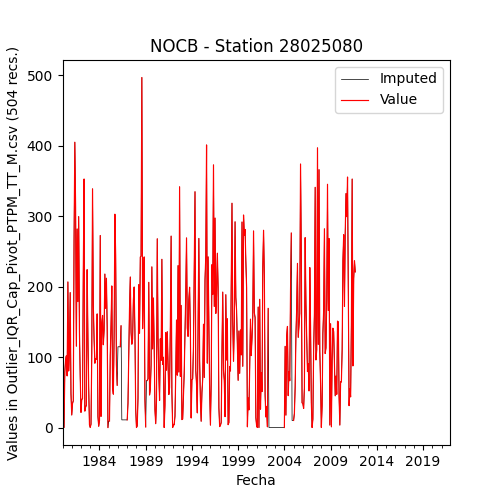 NOCB - Station 28025080
Values in Outlier_IQR_Cap_Pivot_PTPM_TT_M.csv (504 recs.)
500
400
300
200
100
0
Imputed
Value
1984 1989 1994 1999 2004 2009 2014 2019
Fecha